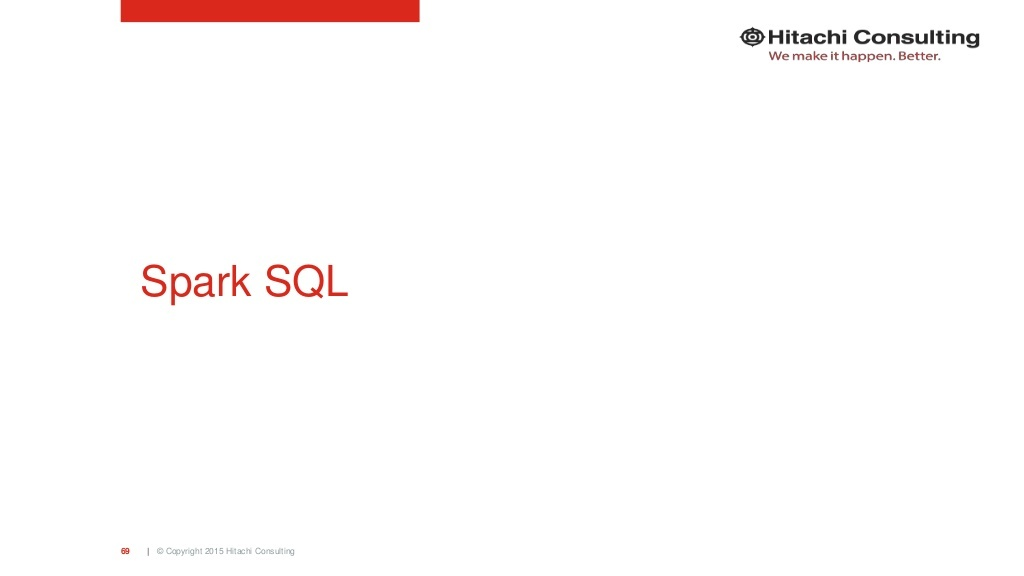 Hitachi Consulting
We make it happen. Better.
Spark SQL
69 | © Copyright 2015 Hitachi Consulting